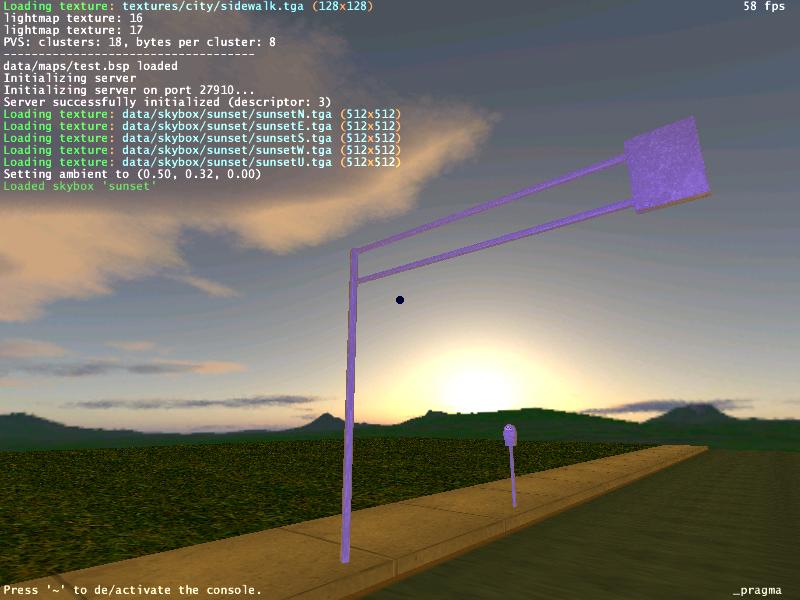 Loading texture: textures/city/sidewalk.tga (128x128)
58 fps
lightmap texture: 16
lightmap texture: 17
PVS: clusters: 18, bytes per cluster: 8
-----------------------------------
data/maps/test.bsp loaded
Initializing server
Initializing server on port 27910...
Server successfully initialized (descriptor: 3)
Loading texture: data/skybox/sunset/sunsetN.tga (512x512)
Loading texture: data/skybox/sunset/sunsetE.tga (512x512)
Loading texture: data/skybox/sunset/sunsetS.tga (512x512)
Loading texture: data/skybox/sunset/sunsetW.tga (512x512)
Loading texture: data/skybox/sunset/sunsetU.tga (512x512)
Setting ambient to (0.50, 0.32, 0.00)
Loaded skybox 'sunset'
Press '~' to de/activate the console.
_pragma